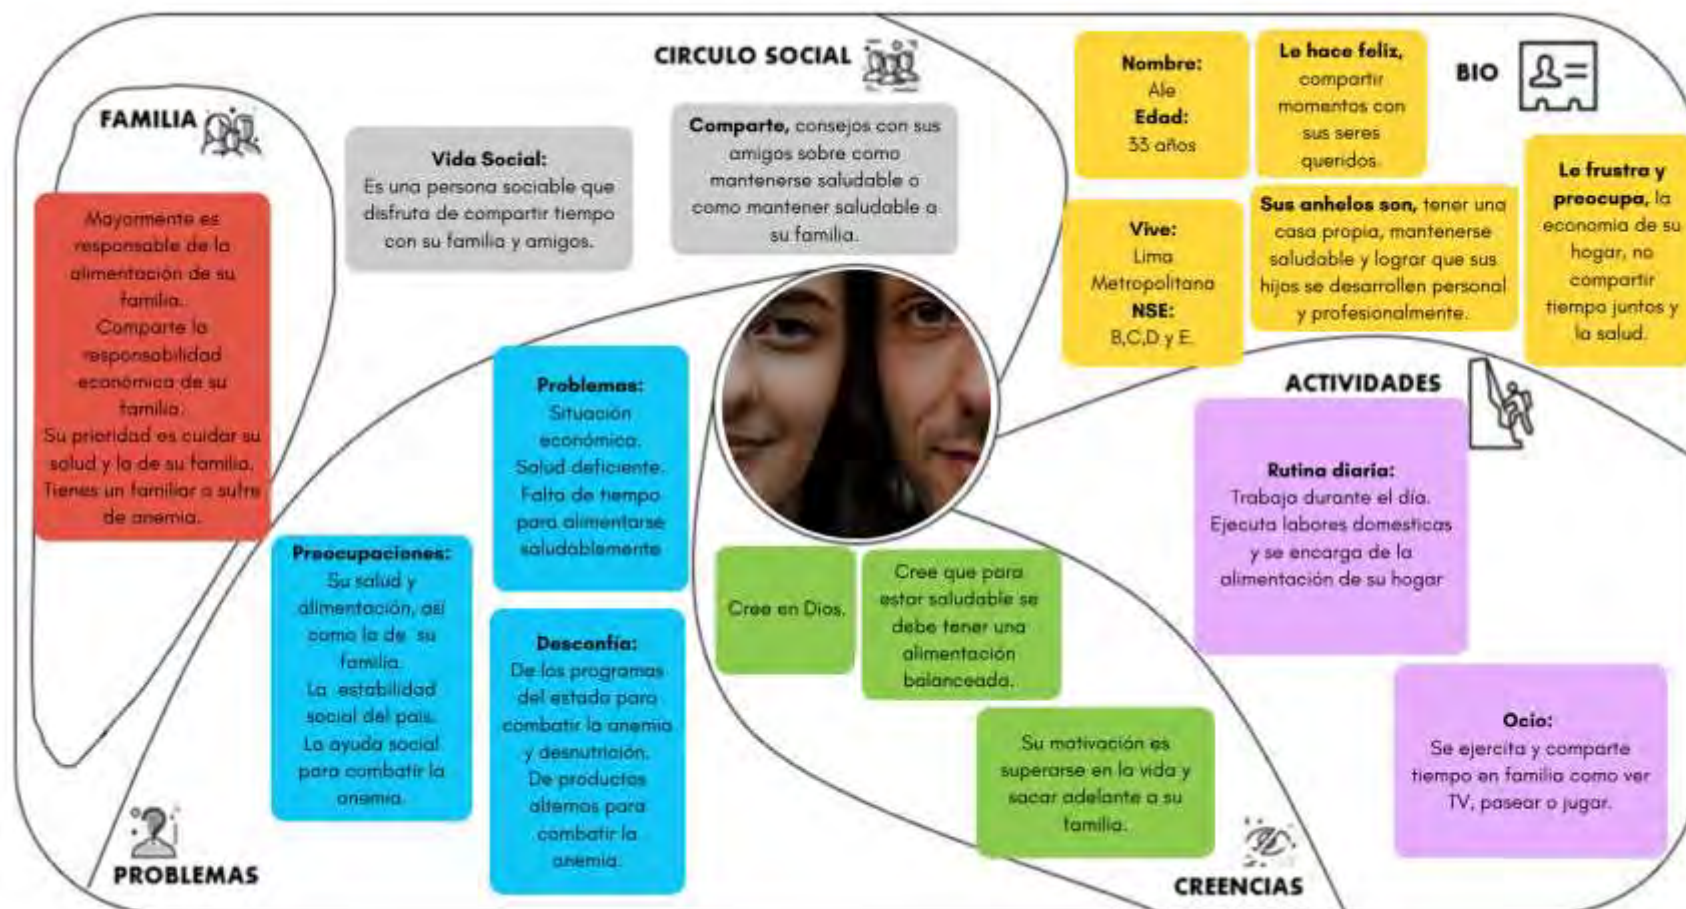 FAMILIA
Mayormente es
responsable de la
alimentación de su
familia.
Comparte la
responsabilidad
económica de su
familia.
Su prioridad es cuidar su
salud y la de su familia.
Tienes un familiar o sufre
de anemia.
CIRCULO SOCIAL
Vida Social:
Es una persona sociable que
disfruta de compartir tiempo
con su familia y amigos.
Comparte, consejos con sus
amigos sobre como
mantenerse saludable o
como mantener saludable a
su familia.
BIO
Nombre:
Ale
Edad:
33 años
Le hace feliz,
compartir
momentos con
sus seres
queridos.
Vive:
Lima
Metropolitana
NSE:
B,C,D y E.
Sus anhelos son, tener una
casa propia, mantenerse
saludable y lograr que sus
hijos se desarrollen personal
y profesionalmente.
Le frustra y
preocupa, la
economía de su
hogar, no
compartir
tiempo juntos y
la salud.
PROBLEMAS
Problemas:
Situación
económica.
Salud deficiente.
Falta de tiempo
para alimentarse
saludablemente
Preocupaciones:
Su salud y
alimentación, así
como la de su
familia.
La estabilidad
social del país.
La ayuda social
para combatir la
anemia.
Desconfía:
De los programas
del estado para
combatir la anemia
y desnutrición.
De productos
alternos para
combatir la
anemia.
CREENCIAS
Cree en Dios.
Cree que para
estar saludable se
debe tener una
alimentación
balanceada.
Su motivación es
superarse en la vida y
sacar adelante a su
familia.
ACTIVIDADES
Rutina diaría:
Trabaja durante el día.
Ejecuta labores domesticas
y se encarga de la
alimentación de su hogar
Ocio:
Se ejercita y comparte
tiempo en familia como ver
TV, pasear o jugar.